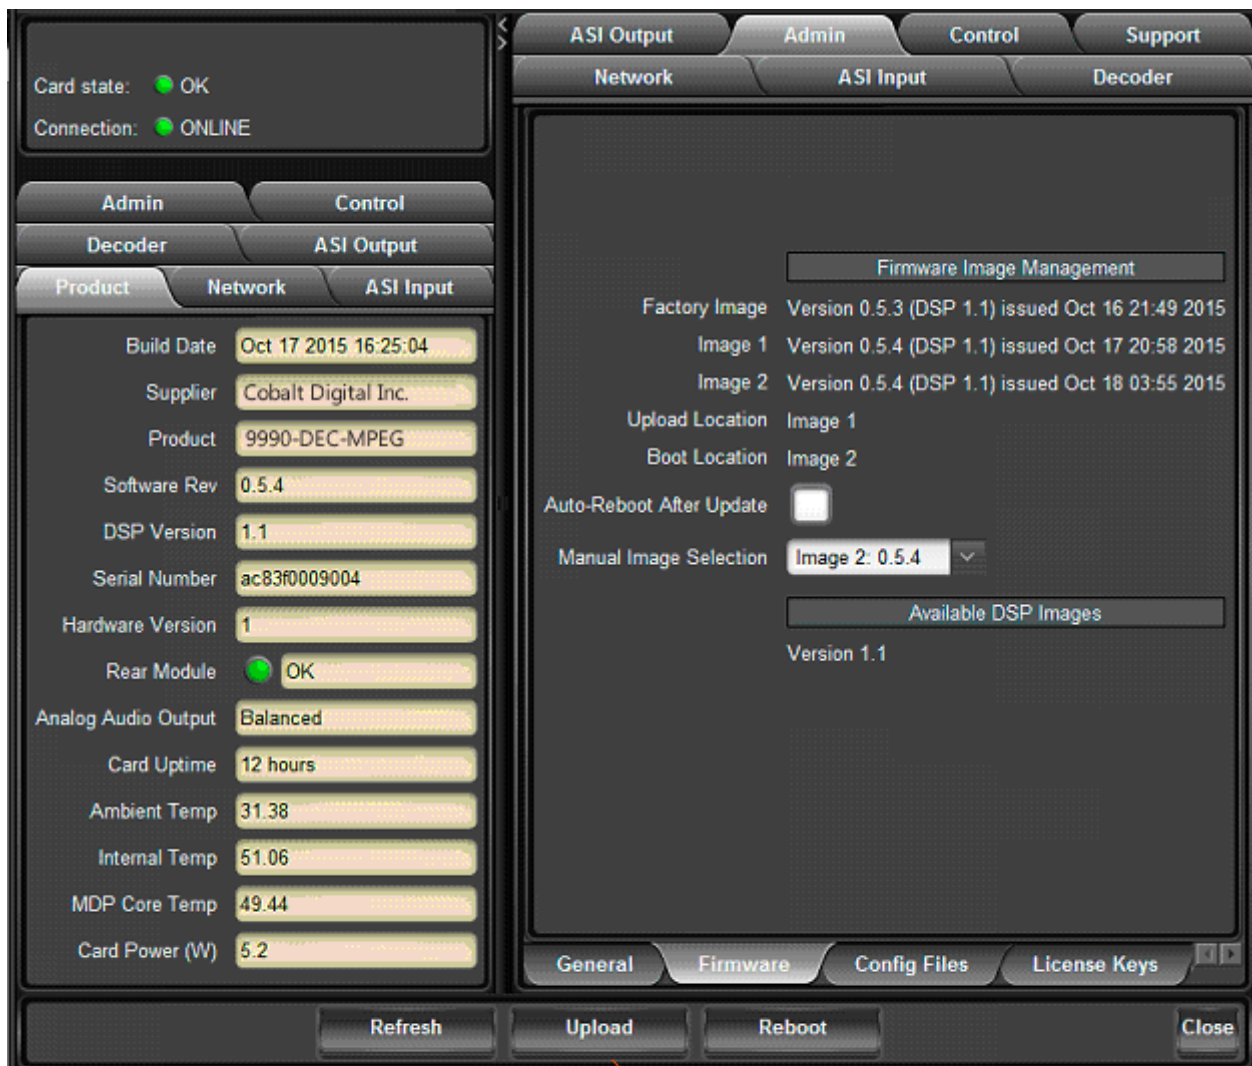 Card state: OK
Connection: ONLINE
Admin Control
Decoder ASI Output
Product Network ASI Input
Build Date Oct 17 2015 16:25:04
Supplier Cobalt Digital Inc.
Product 9990-DEC-MPEG
Software Rev 0.5.4
DSP Version 1.1
Serial Number ac83f0009004
Hardware Version 1
Rear Module OK
Analog Audio Output Balanced
Card Uptime 12 hours
Ambient Temp 31.38
Internal Temp 51.06
MDP Core Temp 49.44
Card Power (W) 5.2
ASI Output Admin Control Support
Network ASI Input Decoder
Firmware Image Management
Factory Image Version 0.5.3 (DSP 1.1) issued Oct 16 21:49 2015
Image 1 Version 0.5.4 (DSP 1.1) issued Oct 17 20:58 2015
Image 2 Version 0.5.4 (DSP 1.1) issued Oct 18 03:55 2015
Upload Location Image 1
Boot Location Image 2
Auto-Reboot After Update
Manual Image Selection Image 2: 0.5.4
Available DSP Images
Version 1.1
General Firmware Config Files License Keys
Refresh Upload Reboot Close